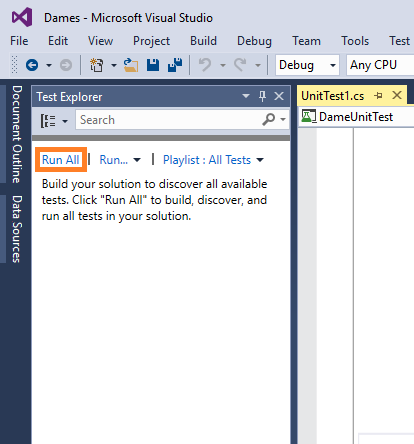 Dames - Microsoft Visual Studio
File Edit View Project Build Debug Team Tools Test
Debug Any CPU
Document Outline
Data Sources
Test Explorer
Search
Run All | Run... | Playlist : All Tests
Build your solution to discover all available
tests. Click "Run All" to build, discover, and
run all tests in your solution.
UnitTest1.cs
DameUnitTest